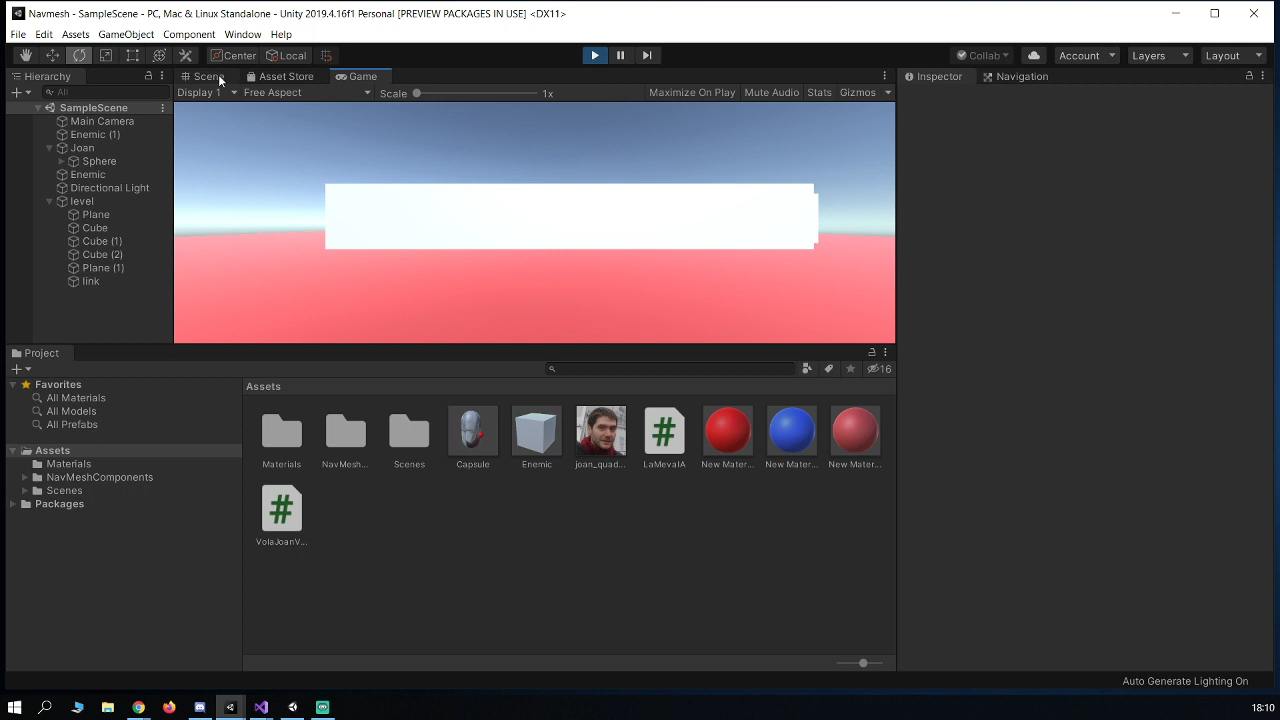 Navmesh - SampleScene - PC, Mac & Linux Standalone - Unity 2019.4.16f1 Personal [PREVIEW PACKAGES IN USE] <DX11>
File Edit Assets GameObject Component Window Help
Center Local Collab Account Layers Layout
Hierarchy Scene Asset Store Game Inspector Navigation
All Display 1 Free Aspect Scale 1x Maximize On Play Mute Audio Stats Gizmos
SampleScene
Main Camera
Enemic (1)
Joan
Sphere
Enemic
Directional Light
level
Plane
Cube
Cube (1)
Cube (2)
Plane (1)
link
Project
16
Favorites
All Materials
All Models
All Prefabs
Assets
Materials
NavMeshComponents
Scenes
Packages
Assets
Materials NavMesh... Scenes Capsule Enemic joan_quad... LaMevaIA New Mater... New Mater... New Mater...
VolaJoanV...
Auto Generate Lighting On
18:10